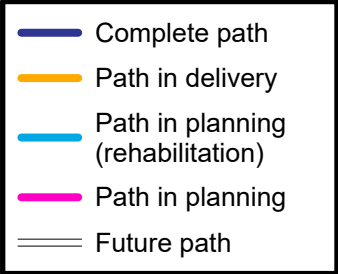 Complete path
Path in delivery
Path in planning
(rehabilitation)
Path in planning
Future path